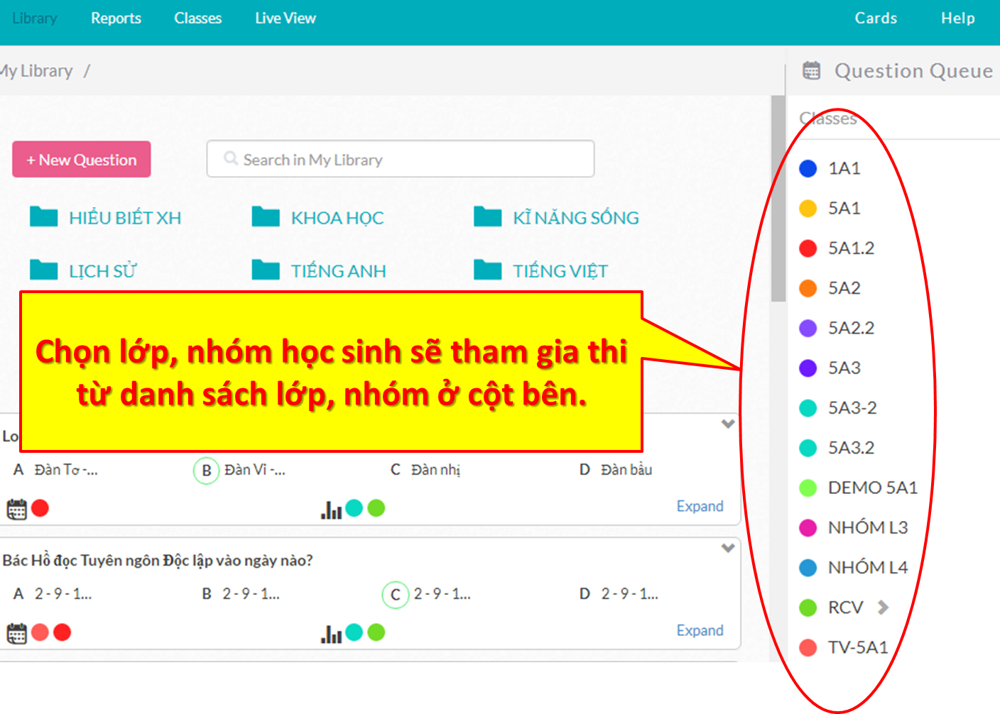 Library Reports Classes Live View Cards Help
My Library /
Question Queue
Classes
+ New Question
Search in My Library
HIỂU BIẾT XH KHOA HỌC KĨ NĂNG SỐNG
LỊCH SỬ TIẾNG ANH TIẾNG VIỆT
Chọn lớp, nhóm học sinh sẽ tham gia thi
từ danh sách lớp, nhóm ở cột bên.
Lo
A Đàn Tơ -... B Đàn Vi -... C Đàn nhị D Đàn bầu
Expand
Bác Hồ đọc Tuyên ngôn Độc lập vào ngày nào?
A 2 - 9 - 1... B 2 - 9 - 1... C 2 - 9 - 1... D 2 - 9 - 1...
Expand
1A1
5A1
5A1.2
5A2
5A2.2
5A3
5A3-2
5A3.2
DEMO 5A1
NHÓM L3
NHÓM L4
RCV
TV-5A1